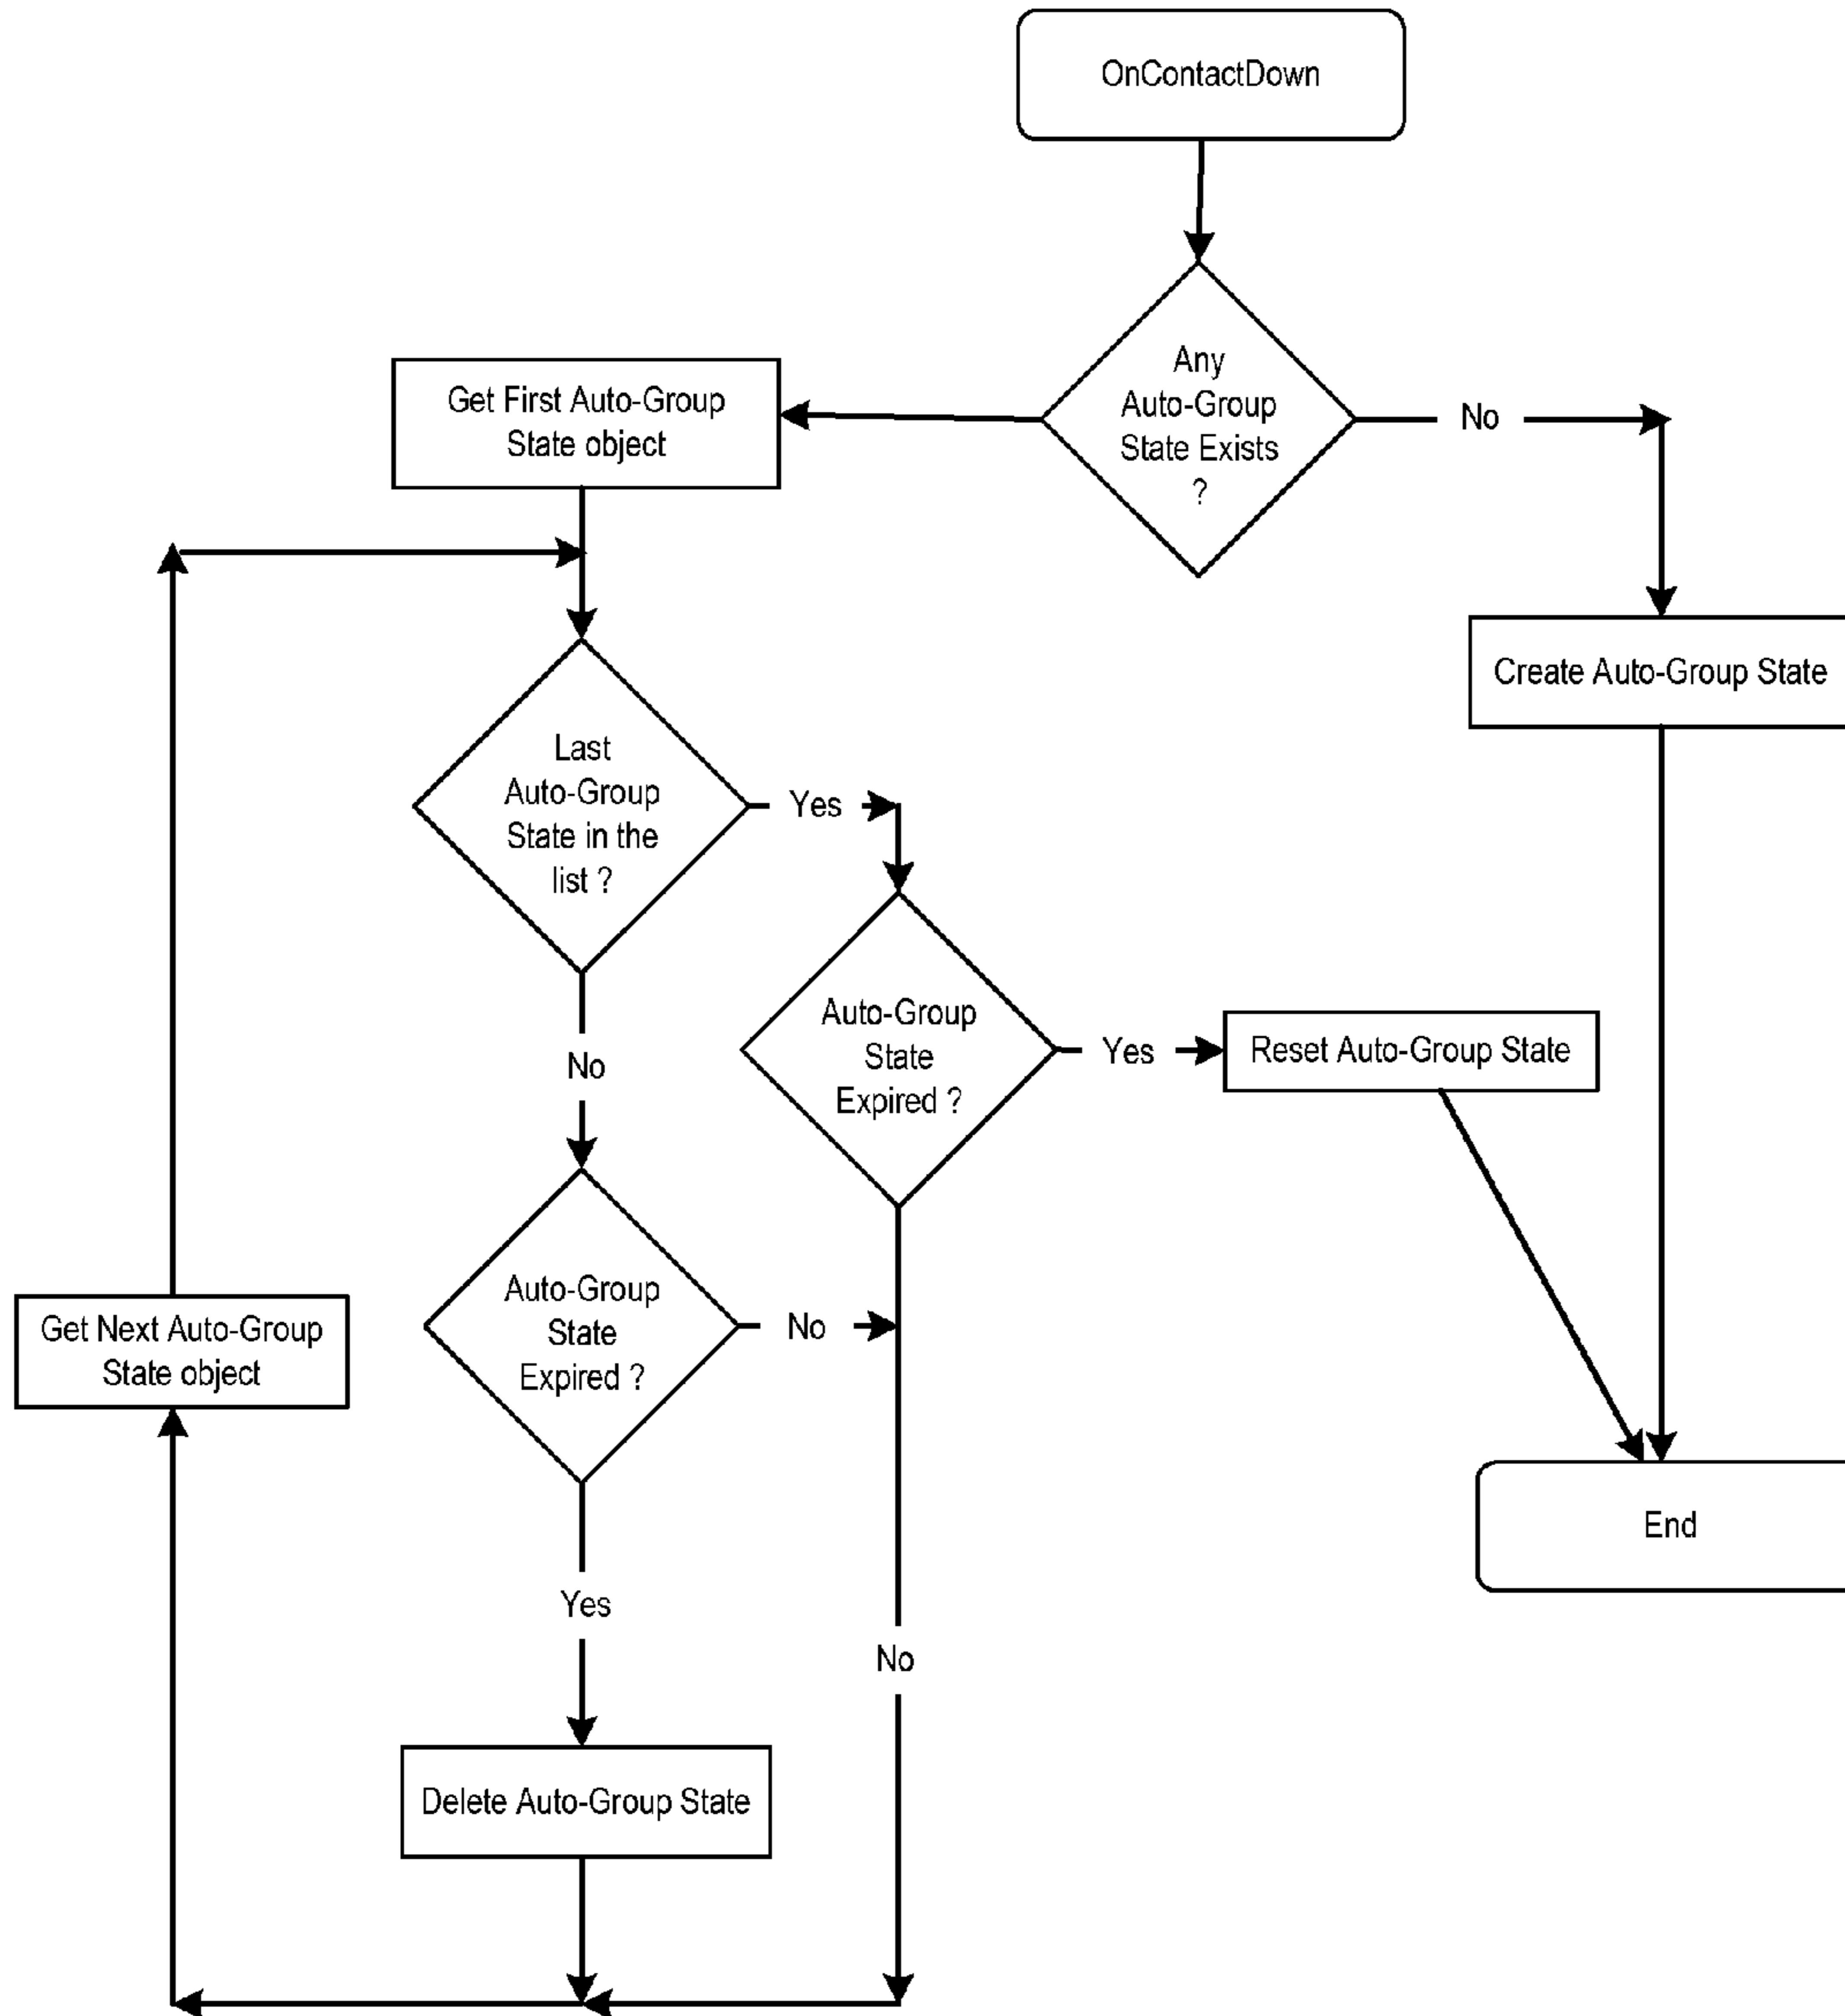 OnContactDown
Any
Auto-Group
State Exists
?
No
Get First Auto-Group
State object
Create Auto-Group State
Last
Auto-Group
State in the
list ?
Yes
No
Auto-Group
State
Expired ?
Yes
Reset Auto-Group State
Auto-Group
State
Expired ?
No
Get Next Auto-Group
State object
End
Yes
No
Delete Auto-Group State